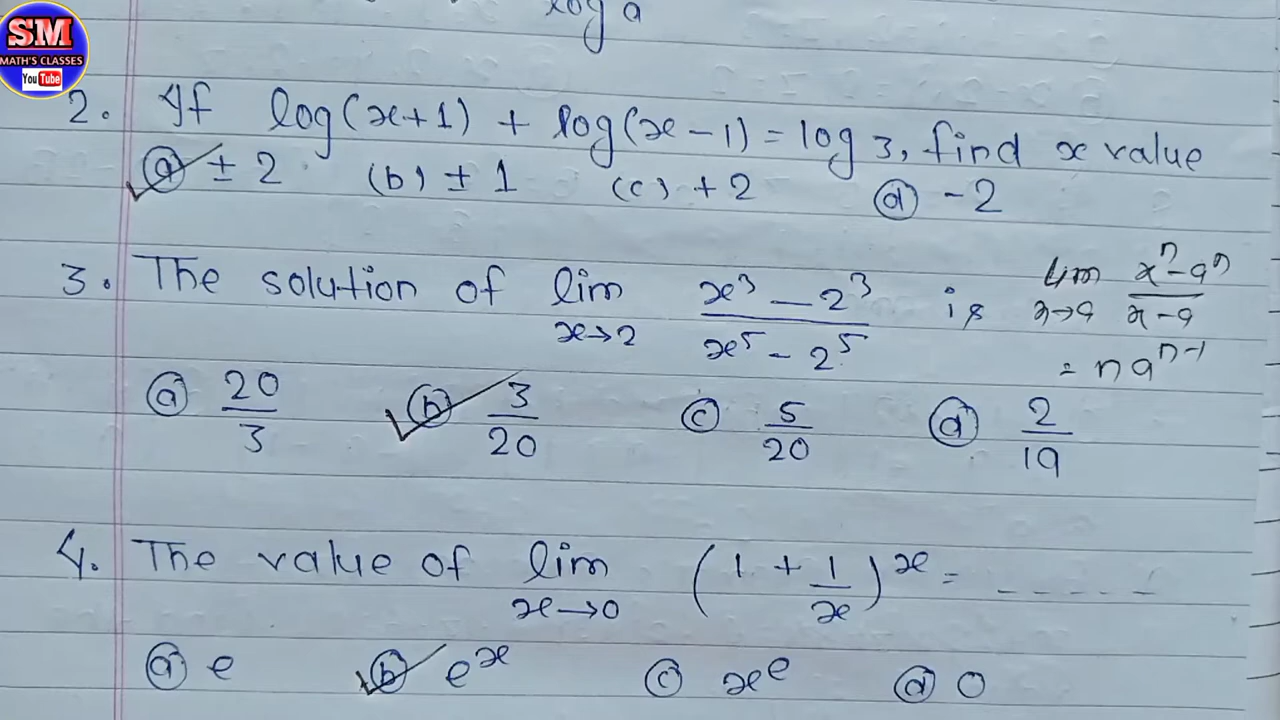 log a
SM
MATH'S CLASSES
YouTube
2. If log(x+1) + log(x-1) = log 3, find x value
(a) ± 2 (b) ± 1 (c) + 2 (d) -2
3. The solution of lim x→2 (x³ - 2³)/(x⁵ - 2⁵) is
lim x→a (xⁿ - aⁿ)/(x - a)
= naⁿ⁻¹
(a) 20/3 (b) 3/20 (c) 5/20 (d) 2/19
4. The value of lim x→0 (1 + 1/x)ˣ = -----
(a) e (b) eˣ (c) xᵉ (d) 0